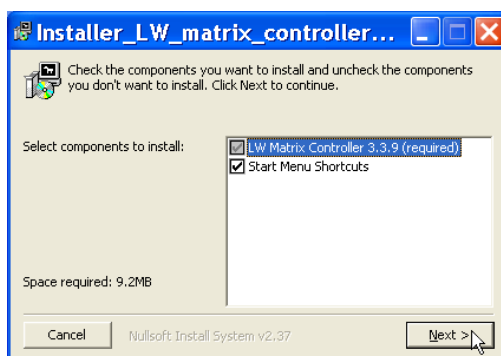 Installer_LW_matrix_controller...
Check the components you want to install and uncheck the components
you don't want to install. Click Next to continue.
Select components to install:
LW Matrix Controller 3.3.9 (required)
Start Menu Shortcuts
Space required: 9.2MB
Cancel
Nullsoft Install System v2.37
Next >